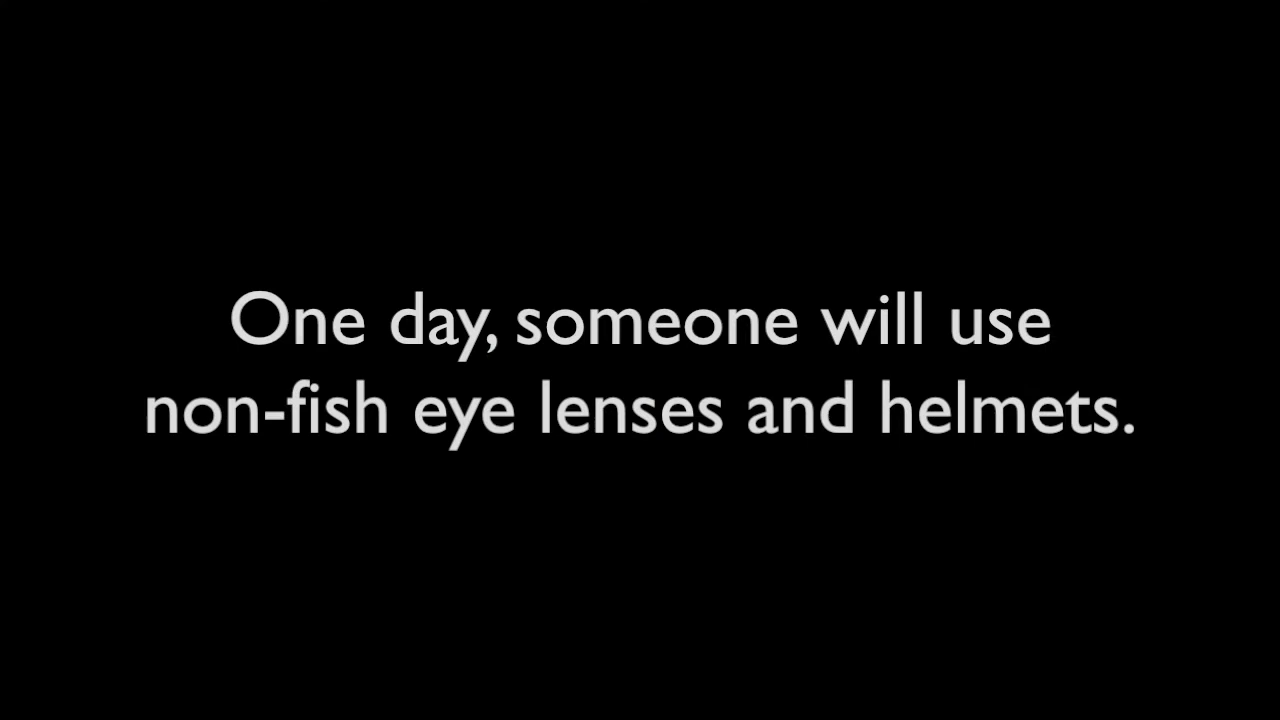 One day, someone will use
non-fish eye lenses and helmets.